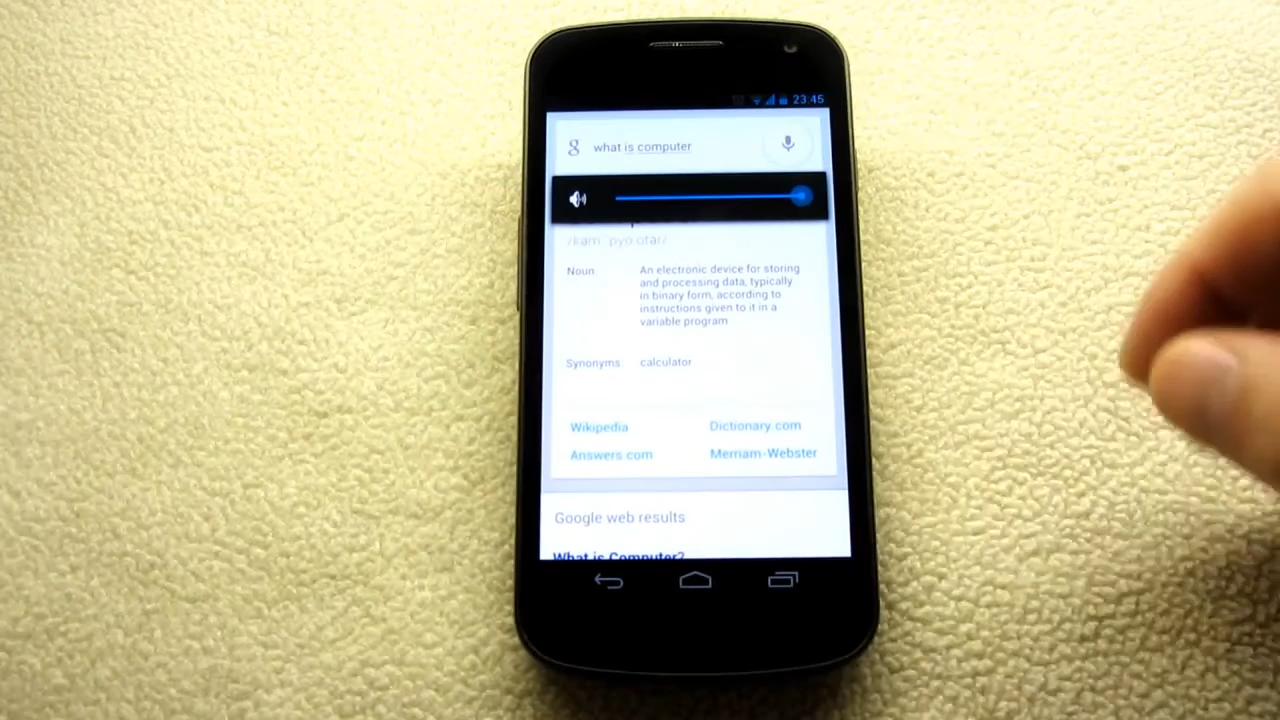 23:45
g what is computer
Noun
An electronic device for storing
and processing data, typically
in binary form, according to
instructions given to it in a
variable program
Synonyms
calculator
Wikipedia
Dictionary.com
Answers.com
Merriam-Webster
Google web results
What is Computer?